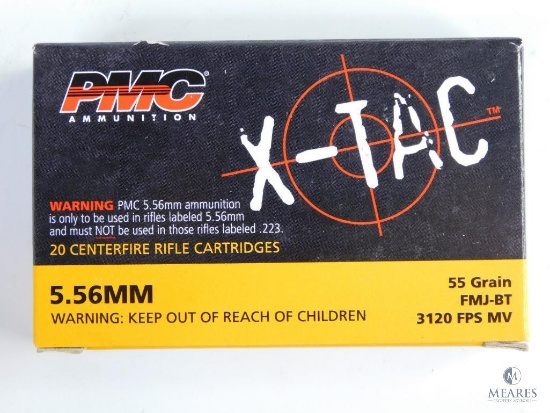 PMC®
AMMUNITION
X-TAC™
WARNING PMC 5.56mm ammunition
is only to be used in rifles labeled 5.56mm
and must NOT be used in those rifles labeled .223.
20 CENTERFIRE RIFLE CARTRIDGES
5.56MM
WARNING: KEEP OUT OF REACH OF CHILDREN
55 Grain
FMJ-BT
3120 FPS MV
M
MEARES